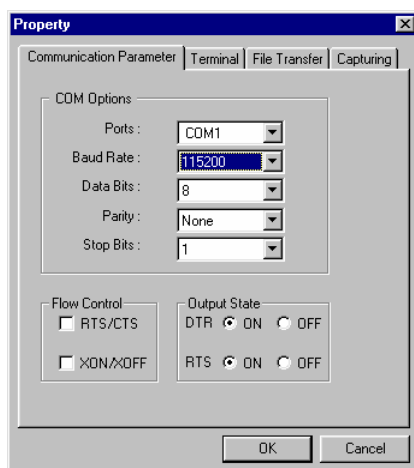 Property
Communication Parameter Terminal File Transfer Capturing
COM Options
Ports : COM1
Baud Rate : 115200
Data Bits : 8
Parity : None
Stop Bits : 1
Flow Control
RTS/CTS
XON/XOFF
Output State
DTR ON OFF
RTS ON OFF
OK Cancel